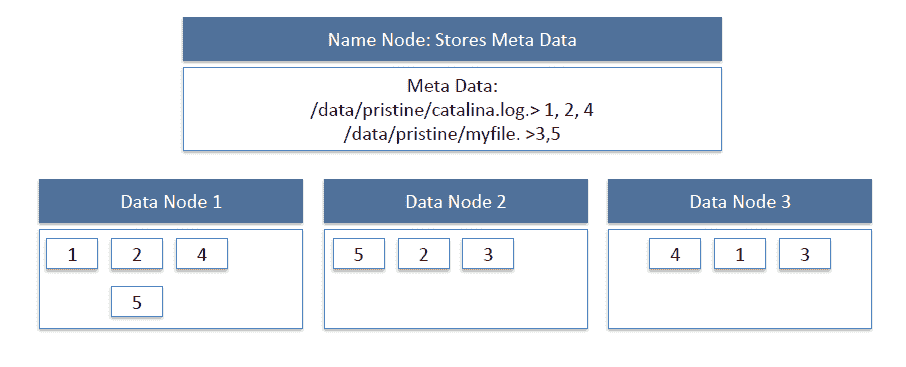 Name Node: Stores Meta Data
Meta Data:
/data/pristine/catalina.log.> 1, 2, 4
/data/pristine/myfile. >3,5
Data Node 1
1 2 4
5
Data Node 2
5 2 3
Data Node 3
4 1 3